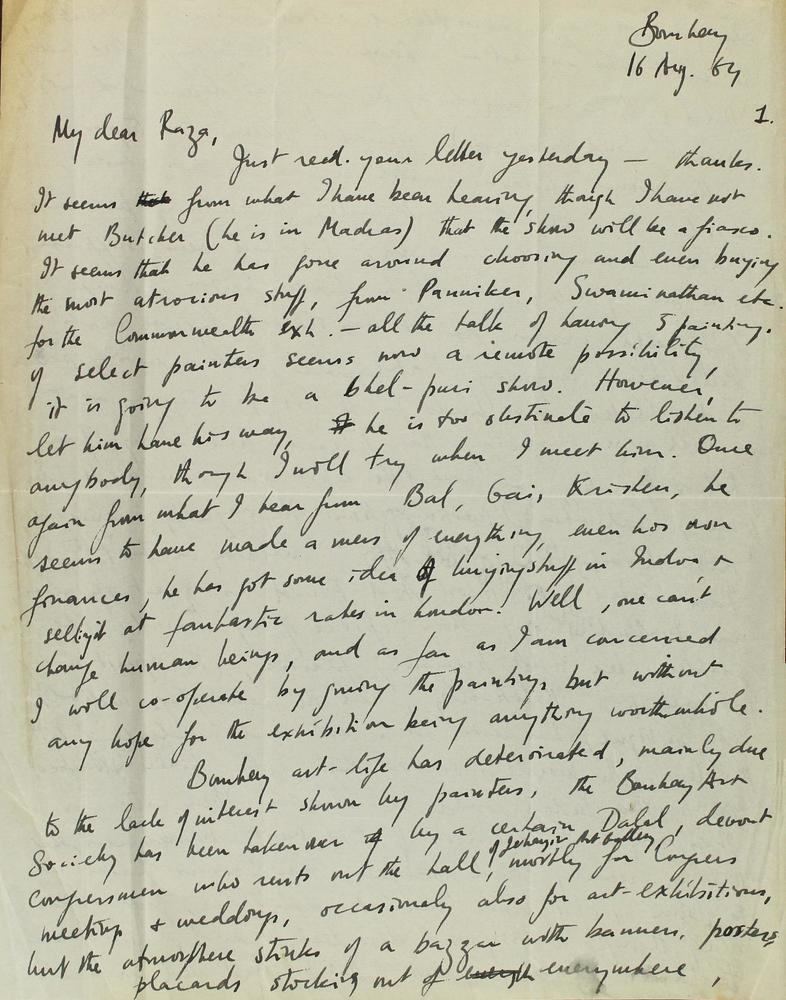 Bombay
16 Aug. 64
1.
My dear Raza,
Just recd. your letter yesterday — thanks.
It seems from what I have been hearing, though I have not
met Butcher (he is in Madras) that the show will be a fiasco.
It seems that he has gone around choosing and even buying
the most atrocious stuff, from Panniker, Swaminathan etc.
for the Commonwealth exh. — all the talk of having 5 paintings
of select painters seems now a remote possibility,
it is going to be a bhel-puri show. However,
let him have his way, he is too obstinate to listen to
anybody, though I will try when I meet him. Once
again from what I hear from Bal, Gai, Krishen, he
seems to have made a mess of everything, even his own
finances, he has got some idea of buying stuff in India &
selling it at fantastic rates in London. Well, one can't
change human beings, and as far as I am concerned
I will co-operate by giving the paintings but without
any hope for the exhibition being anything worthwhile.
Bombay art-life has deteriorated, mainly due
to the lack of interest shown by painters, the Bombay Art
Society has been taken over by a certain Dalal, devout
congressmen who rents out the hall, of Jehangir Art Gallery, mostly for Congress
meetings & weddings, occasionally also for art-exhibitions,
but the atmosphere stinks of a bazzar with banners, posters,
placards stocking out of everywhere,